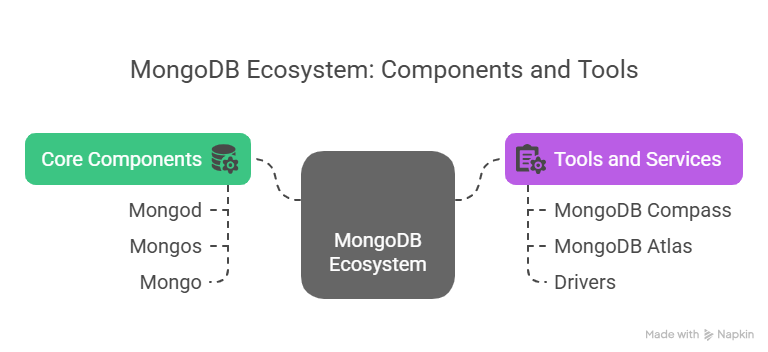 MongoDB Ecosystem: Components and Tools
Core Components
Mongod
Mongos
Mongo
MongoDB
Ecosystem
Tools and Services
MongoDB Compass
MongoDB Atlas
Drivers
Made with Napkin